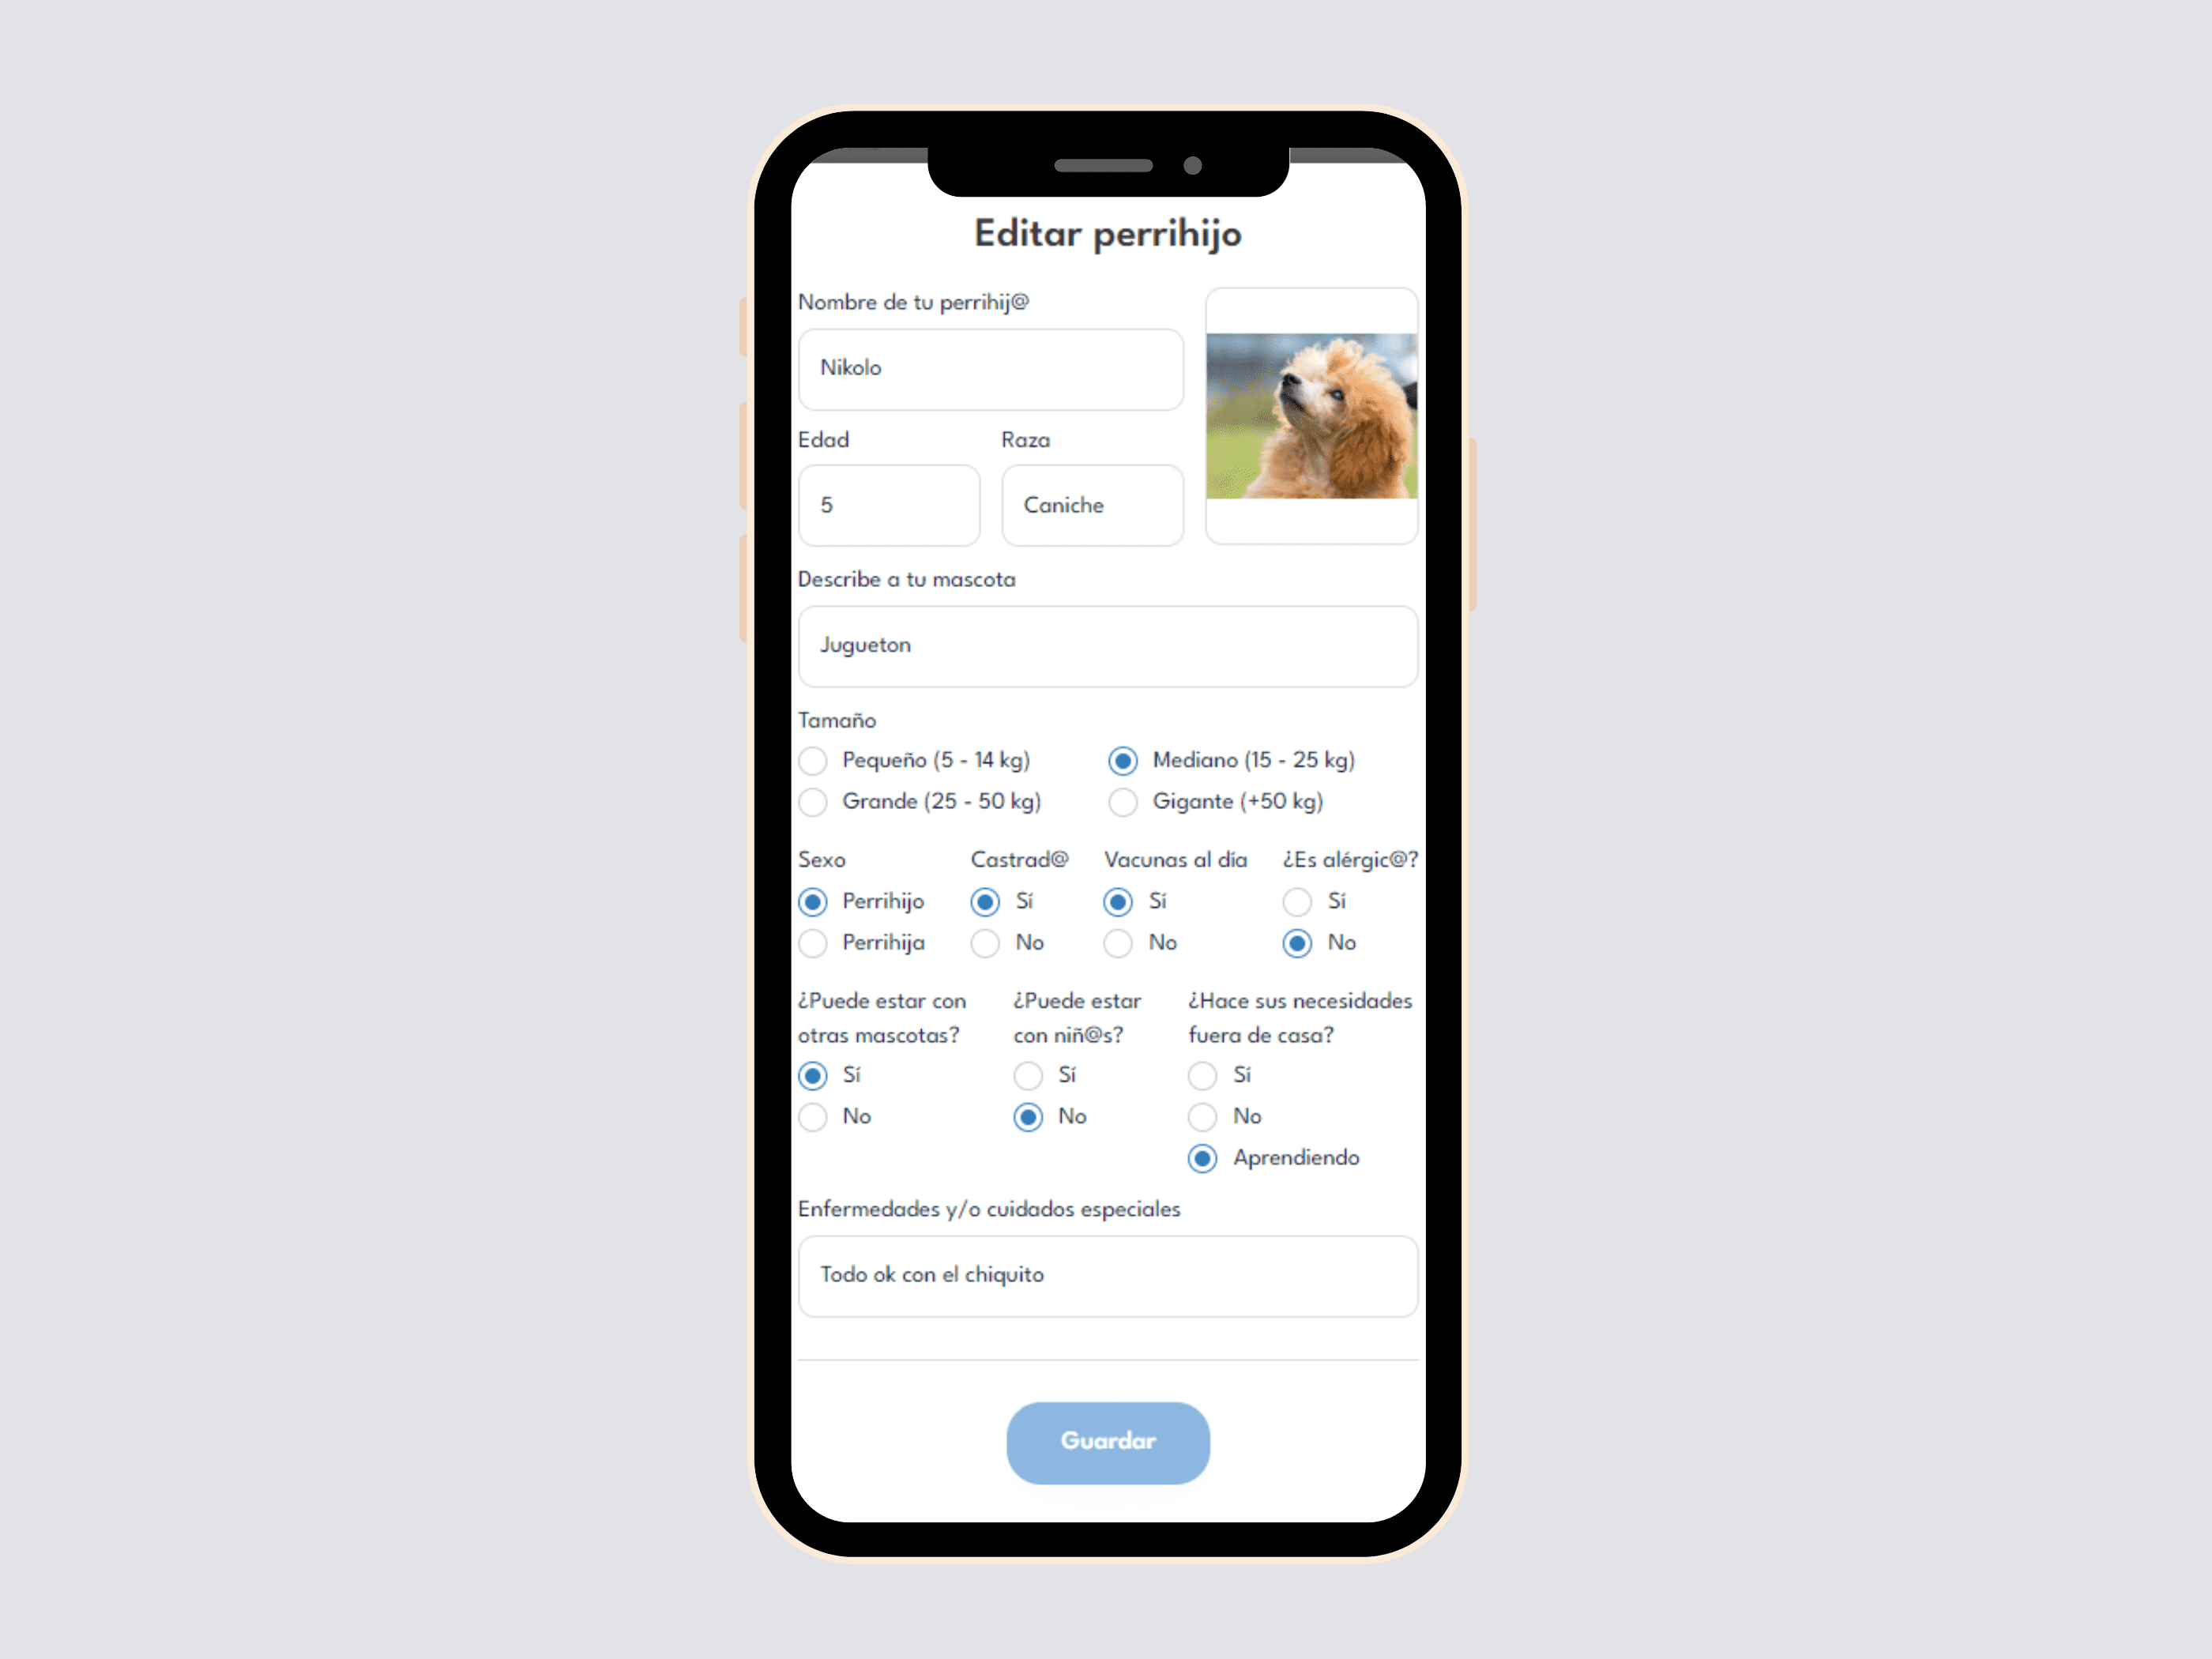 Editar perrihijo
Nombre de tu perrihij@
Nikolo
Edad
Raza
5
Caniche
Describe a tu mascota
Jugueton
Tamaño
Pequeño (5 - 14 kg)
Mediano (15 - 25 kg)
Grande (25 - 50 kg)
Gigante (+50 kg)
Sexo
Castrad@
Vacunas al día
¿Es alérgic@?
Perrihijo
Sí
Sí
Sí
Perrihija
No
No
No
¿Puede estar con
otras mascotas?
¿Puede estar
con niñ@s?
¿Hace sus necesidades
fuera de casa?
Sí
Sí
Sí
No
No
No
Aprendiendo
Enfermedades y/o cuidados especiales
Todo ok con el chiquito
Guardar